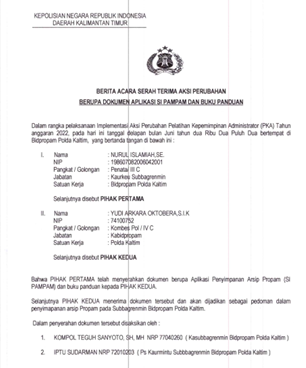 KEPOLISIAN NEGARA REPUBLIK INDONESIA
DAERAH KALIMANTAN TIMUR
BERITA ACARA SERAH TERIMA AKSI PERUBAHAN
BERUPA DOKUMEN APLIKASI SI PAMPAM DAN BUKU PANDUAN
Dalam rangka pelaksanaan Implementasi Aksi Perubahan Pelatihan Kepemimpinan Administrator (PKA) Tahun
anggaran 2022, pada hari ini tanggal delapan bulan Juni tahun dua Ribu Dua Puluh Dua bertempat di
Bidpropam Polda Kaltim, yang bertanda tangan di bawah ini :
I. Nama : NURUL ISLAMIAH,SE.
NIP : 198607082006042001
Pangkat / Golongan : Penatai III C
Jabatan : Kaurkes Subbagrenmin
Satuan Kerja : Bidpropam Polda Kaltim
Selanjutnya disebut PIHAK PERTAMA
II. Nama : YUDI ARKARA OKTOBERA,S.I.K
NIP : 74100752
Pangkat / Golongan : Kombes Pol / IV C
Jabatan : Kabidpropam
Satuan Kerja : Polda Kaltim
Selanjutnya disebut PIHAK KEDUA
Bahwa PIHAK PERTAMA telah menyerahkan dokumen berupa Aplikasi Penyimpanan Arsip Propam (SI
PAMPAM) dan buku panduan kepada PIHAK KEDUA.
Selanjutnya PIHAK KEDUA menerima dokumen tersebut dan akan dijadikan sebagai pedoman dalam
penyimapanan arsip Propam pada Subbagrenmin Bidpropam Polda Kaltim.
Dalam penyerahan dokumen tersebut disaksikan oleh :
1. KOMPOL TEGUH SANYOTO, SH, MH NRP 77040260 ( Kasubbagrenmin Bidpropam Polda Kaltim )
2. IPTU SUDARMAN NRP 72010203 ( Ps Kaurmintu Subbbagrenmin Bidpropam Polda Kaltim )